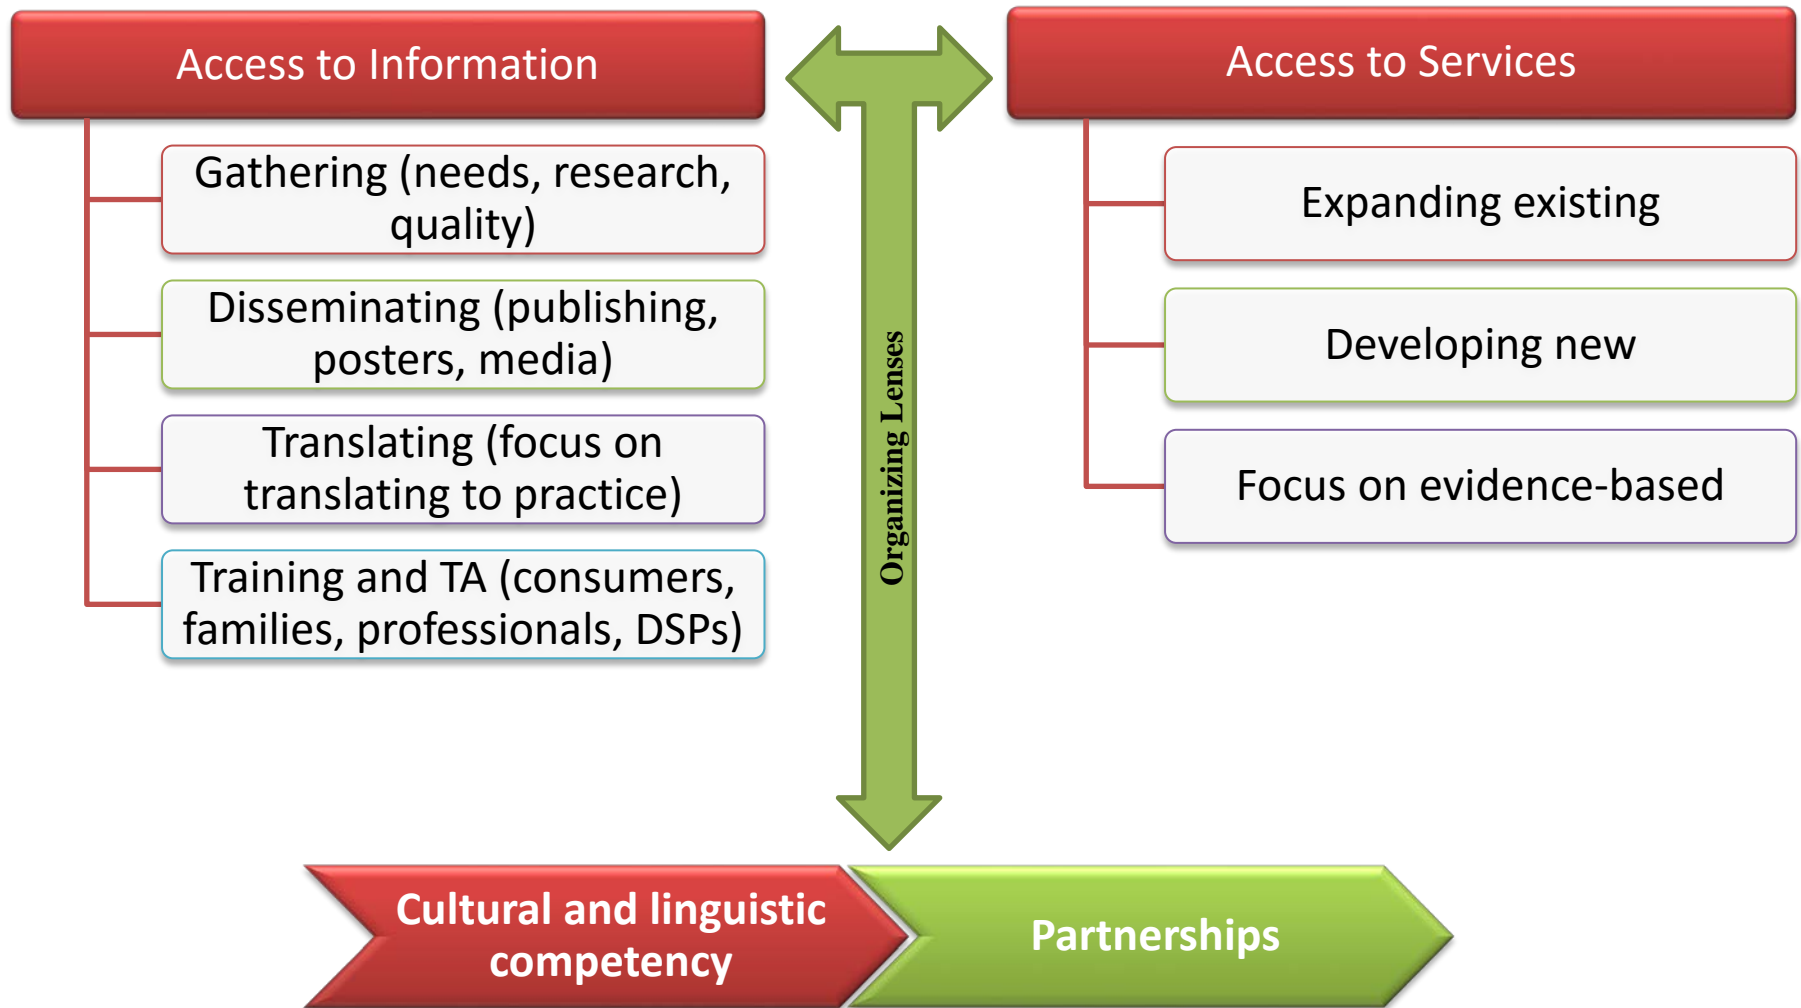 Access to Information
Gathering (needs, research,
quality)
Disseminating (publishing,
posters, media)
Translating (focus on
translating to practice)
Training and TA (consumers,
families, professionals, DSPs)
Organizing Lenses
Access to Services
Expanding existing
Developing new
Focus on evidence-based
Cultural and linguistic
competency
Partnerships